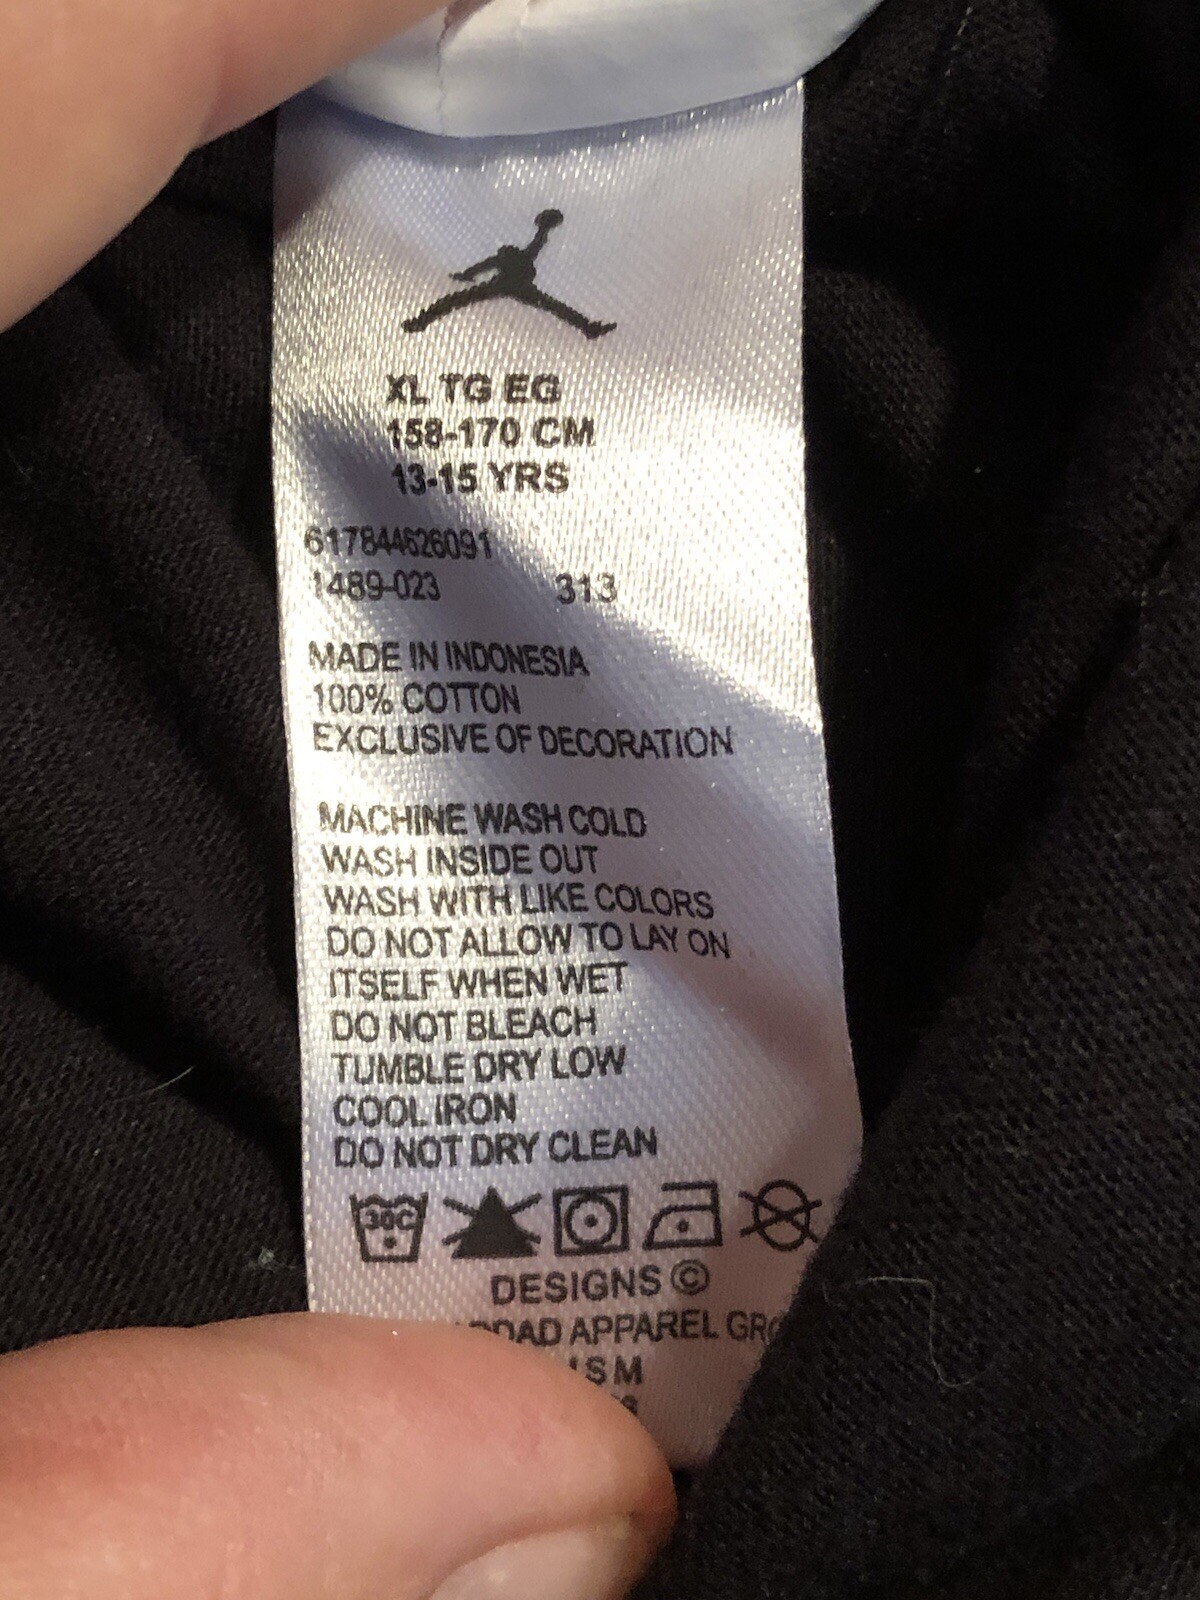 XL TG EG
158-170 CM
13-15 YRS
617844626091
1489-023 313
MADE IN INDONESIA
100% COTTON
EXCLUSIVE OF DECORATION
MACHINE WASH COLD
WASH INSIDE OUT
WASH WITH LIKE COLORS
DO NOT ALLOW TO LAY ON
ITSELF WHEN WET
DO NOT BLEACH
TUMBLE DRY LOW
COOL IRON
DO NOT DRY CLEAN
30C
DESIGNS ©
APPAREL